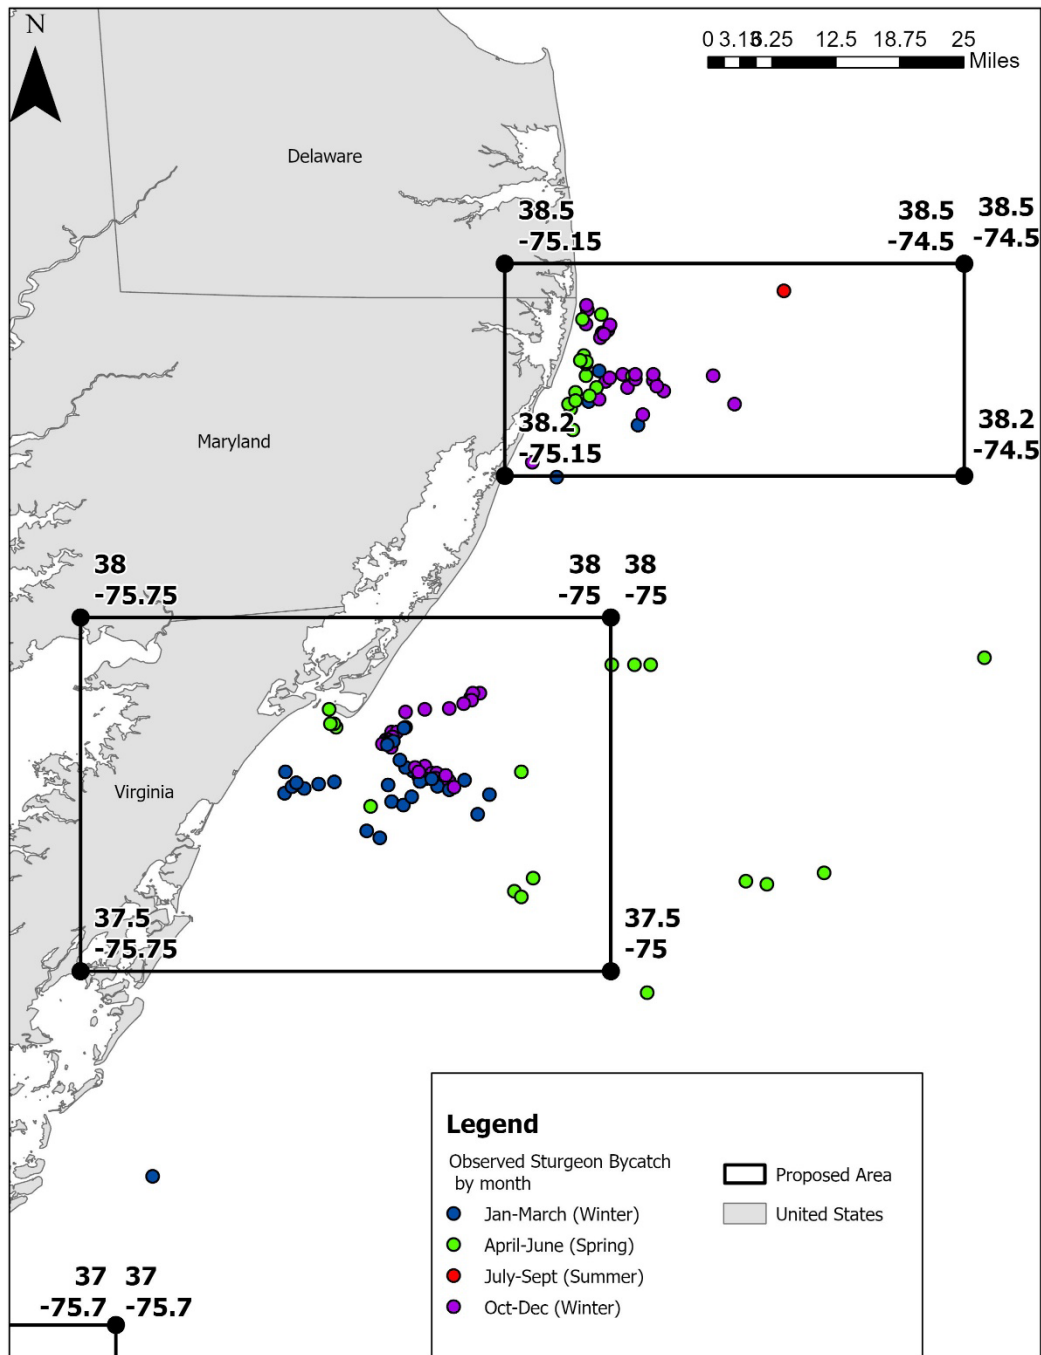 N
0 3.13 6.25 12.5 18.75 25
Miles
Delaware
38.5
-75.15
38.5
-74.5
38.5
-74.5
Maryland
38.2
-75.15
38.2
-74.5
38
-75.75
38
-75
38
-75
Virginia
37.5
-75.75
37.5
-75
Legend
Observed Sturgeon Bycatch
by month
Jan-March (Winter)
April-June (Spring)
July-Sept (Summer)
Oct-Dec (Winter)
Proposed Area
United States
37
-75.7
37
-75.7